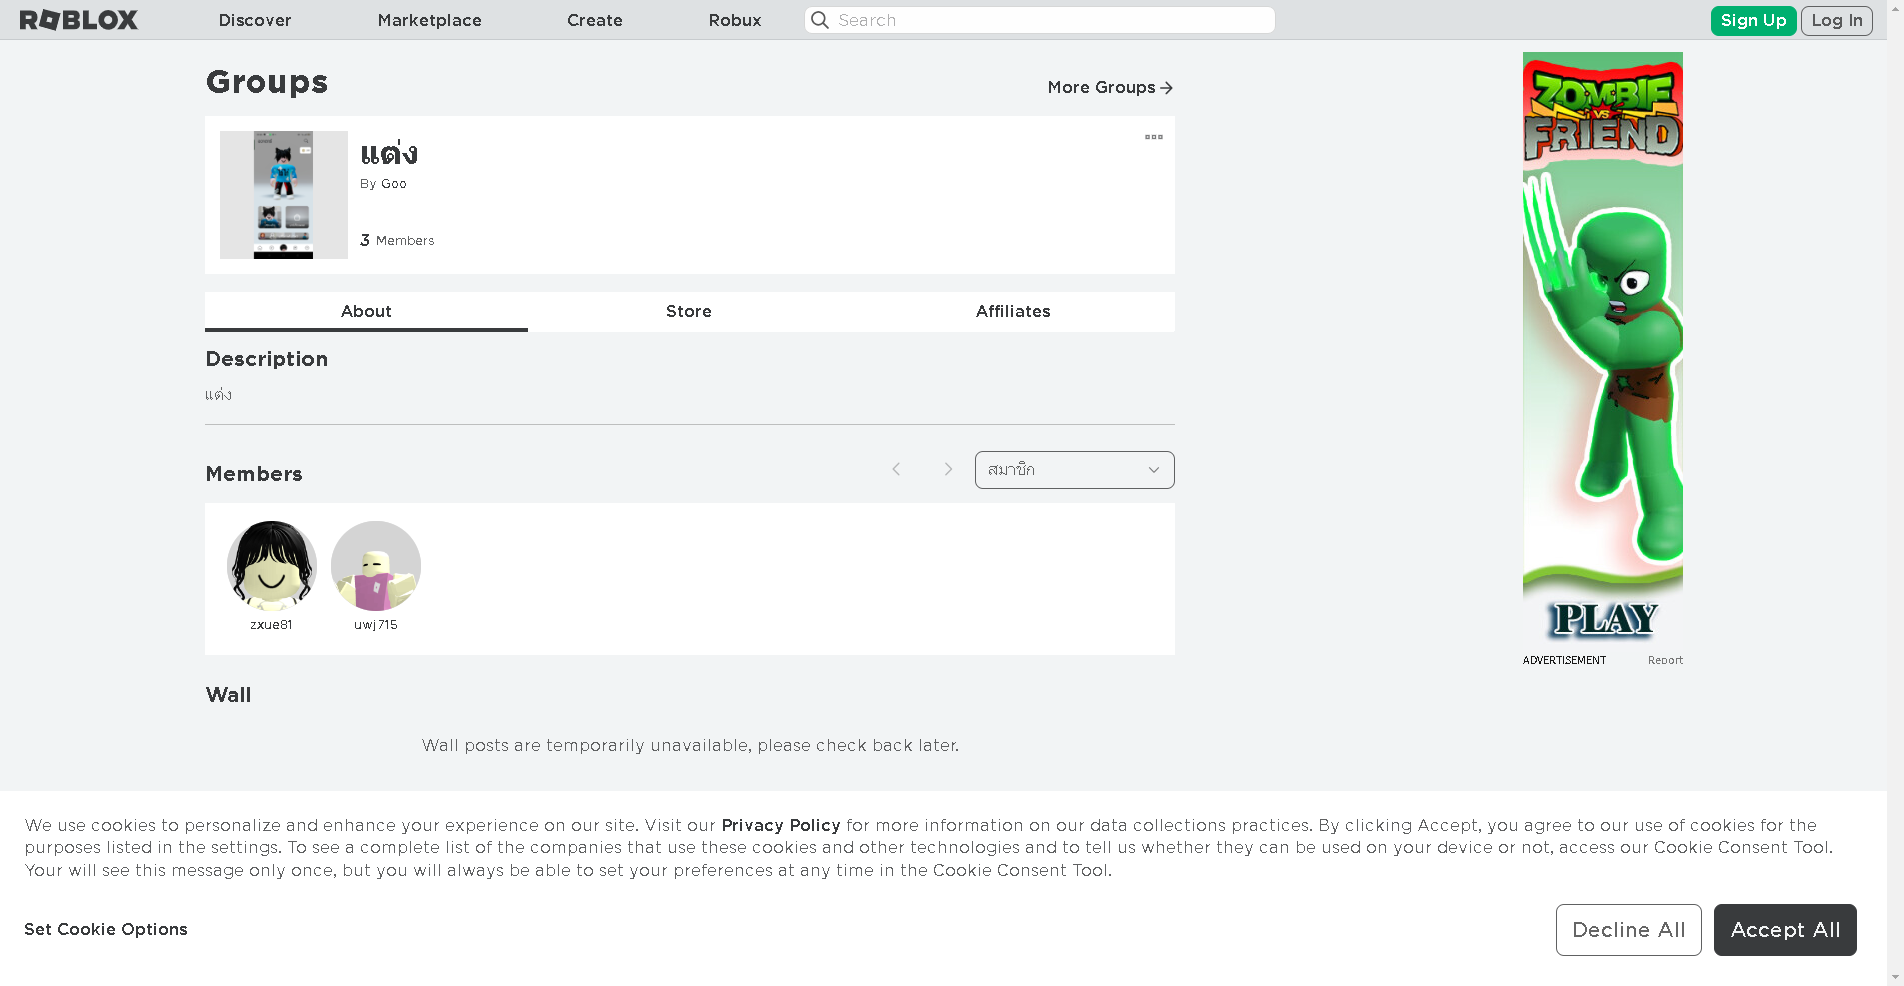 ROBLOX
Discover
Marketplace
Create
Robux
Search
Sign Up
Log In
Groups
More Groups
แต่ง
By Goo
3 Members
About
Store
Affiliates
Description
แต่ง
Members
สมาชิก
zxue81
uwj715
Wall
Wall posts are temporarily unavailable, please check back later.
ZOMBIE
VS
FRIEND
PLAY
ADVERTISEMENT
Report
We use cookies to personalize and enhance your experience on our site. Visit our Privacy Policy for more information on our data collections practices. By clicking Accept, you agree to our use of cookies for the
purposes listed in the settings. To see a complete list of the companies that use these cookies and other technologies and to tell us whether they can be used on your device or not, access our Cookie Consent Tool.
Your will see this message only once, but you will always be able to set your preferences at any time in the Cookie Consent Tool.
Set Cookie Options
Decline All
Accept All